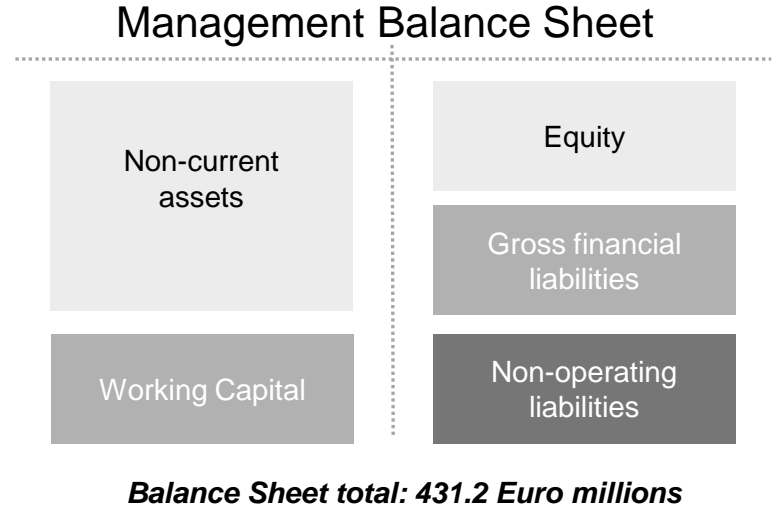 Management Balance Sheet
Non-current
assets
Working Capital
Equity
Gross financial
liabilities
Non-operating
liabilities
Balance Sheet total: 431.2 Euro millions